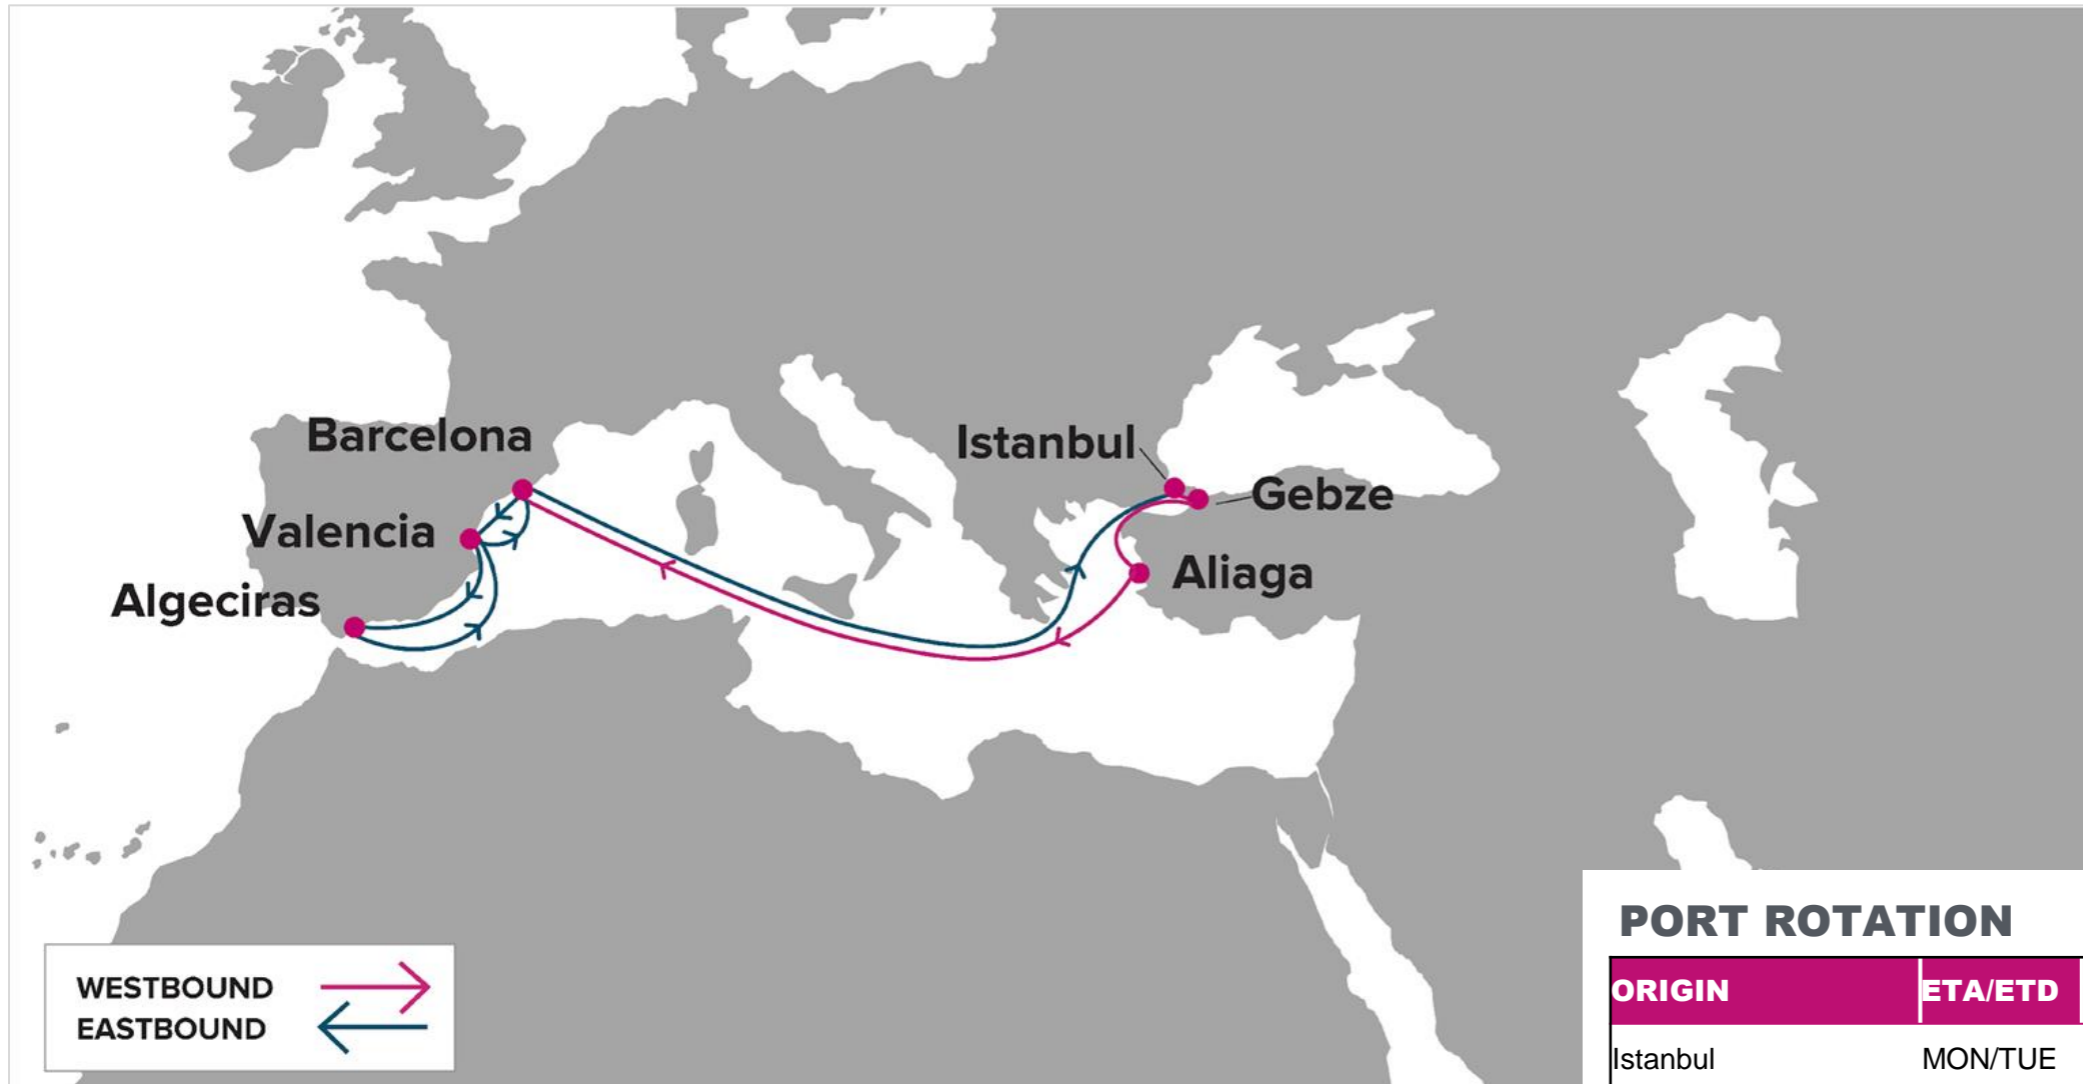 Barcelona
Istanbul
Gebze
Valencia
Aliaga
Algeciras
WESTBOUND
EASTBOUND
PORT ROTATION
ORIGIN ETA/ETD
Istanbul MON/TUE